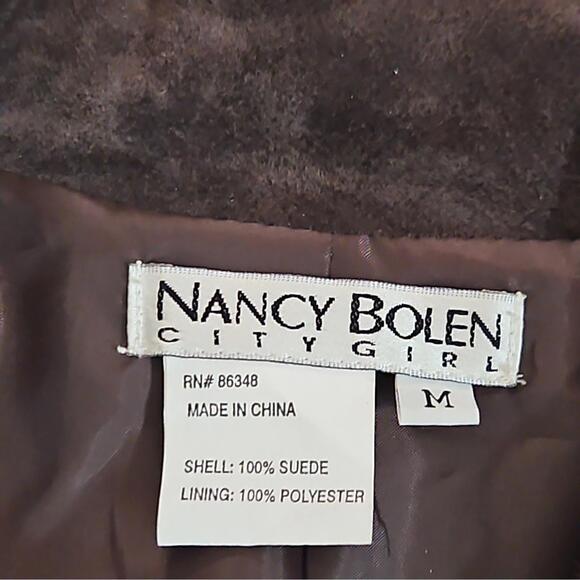 NANCY BOLEN
CITY GIRL
M
RN# 86348
MADE IN CHINA
SHELL: 100% SUEDE
LINING: 100% POLYESTER